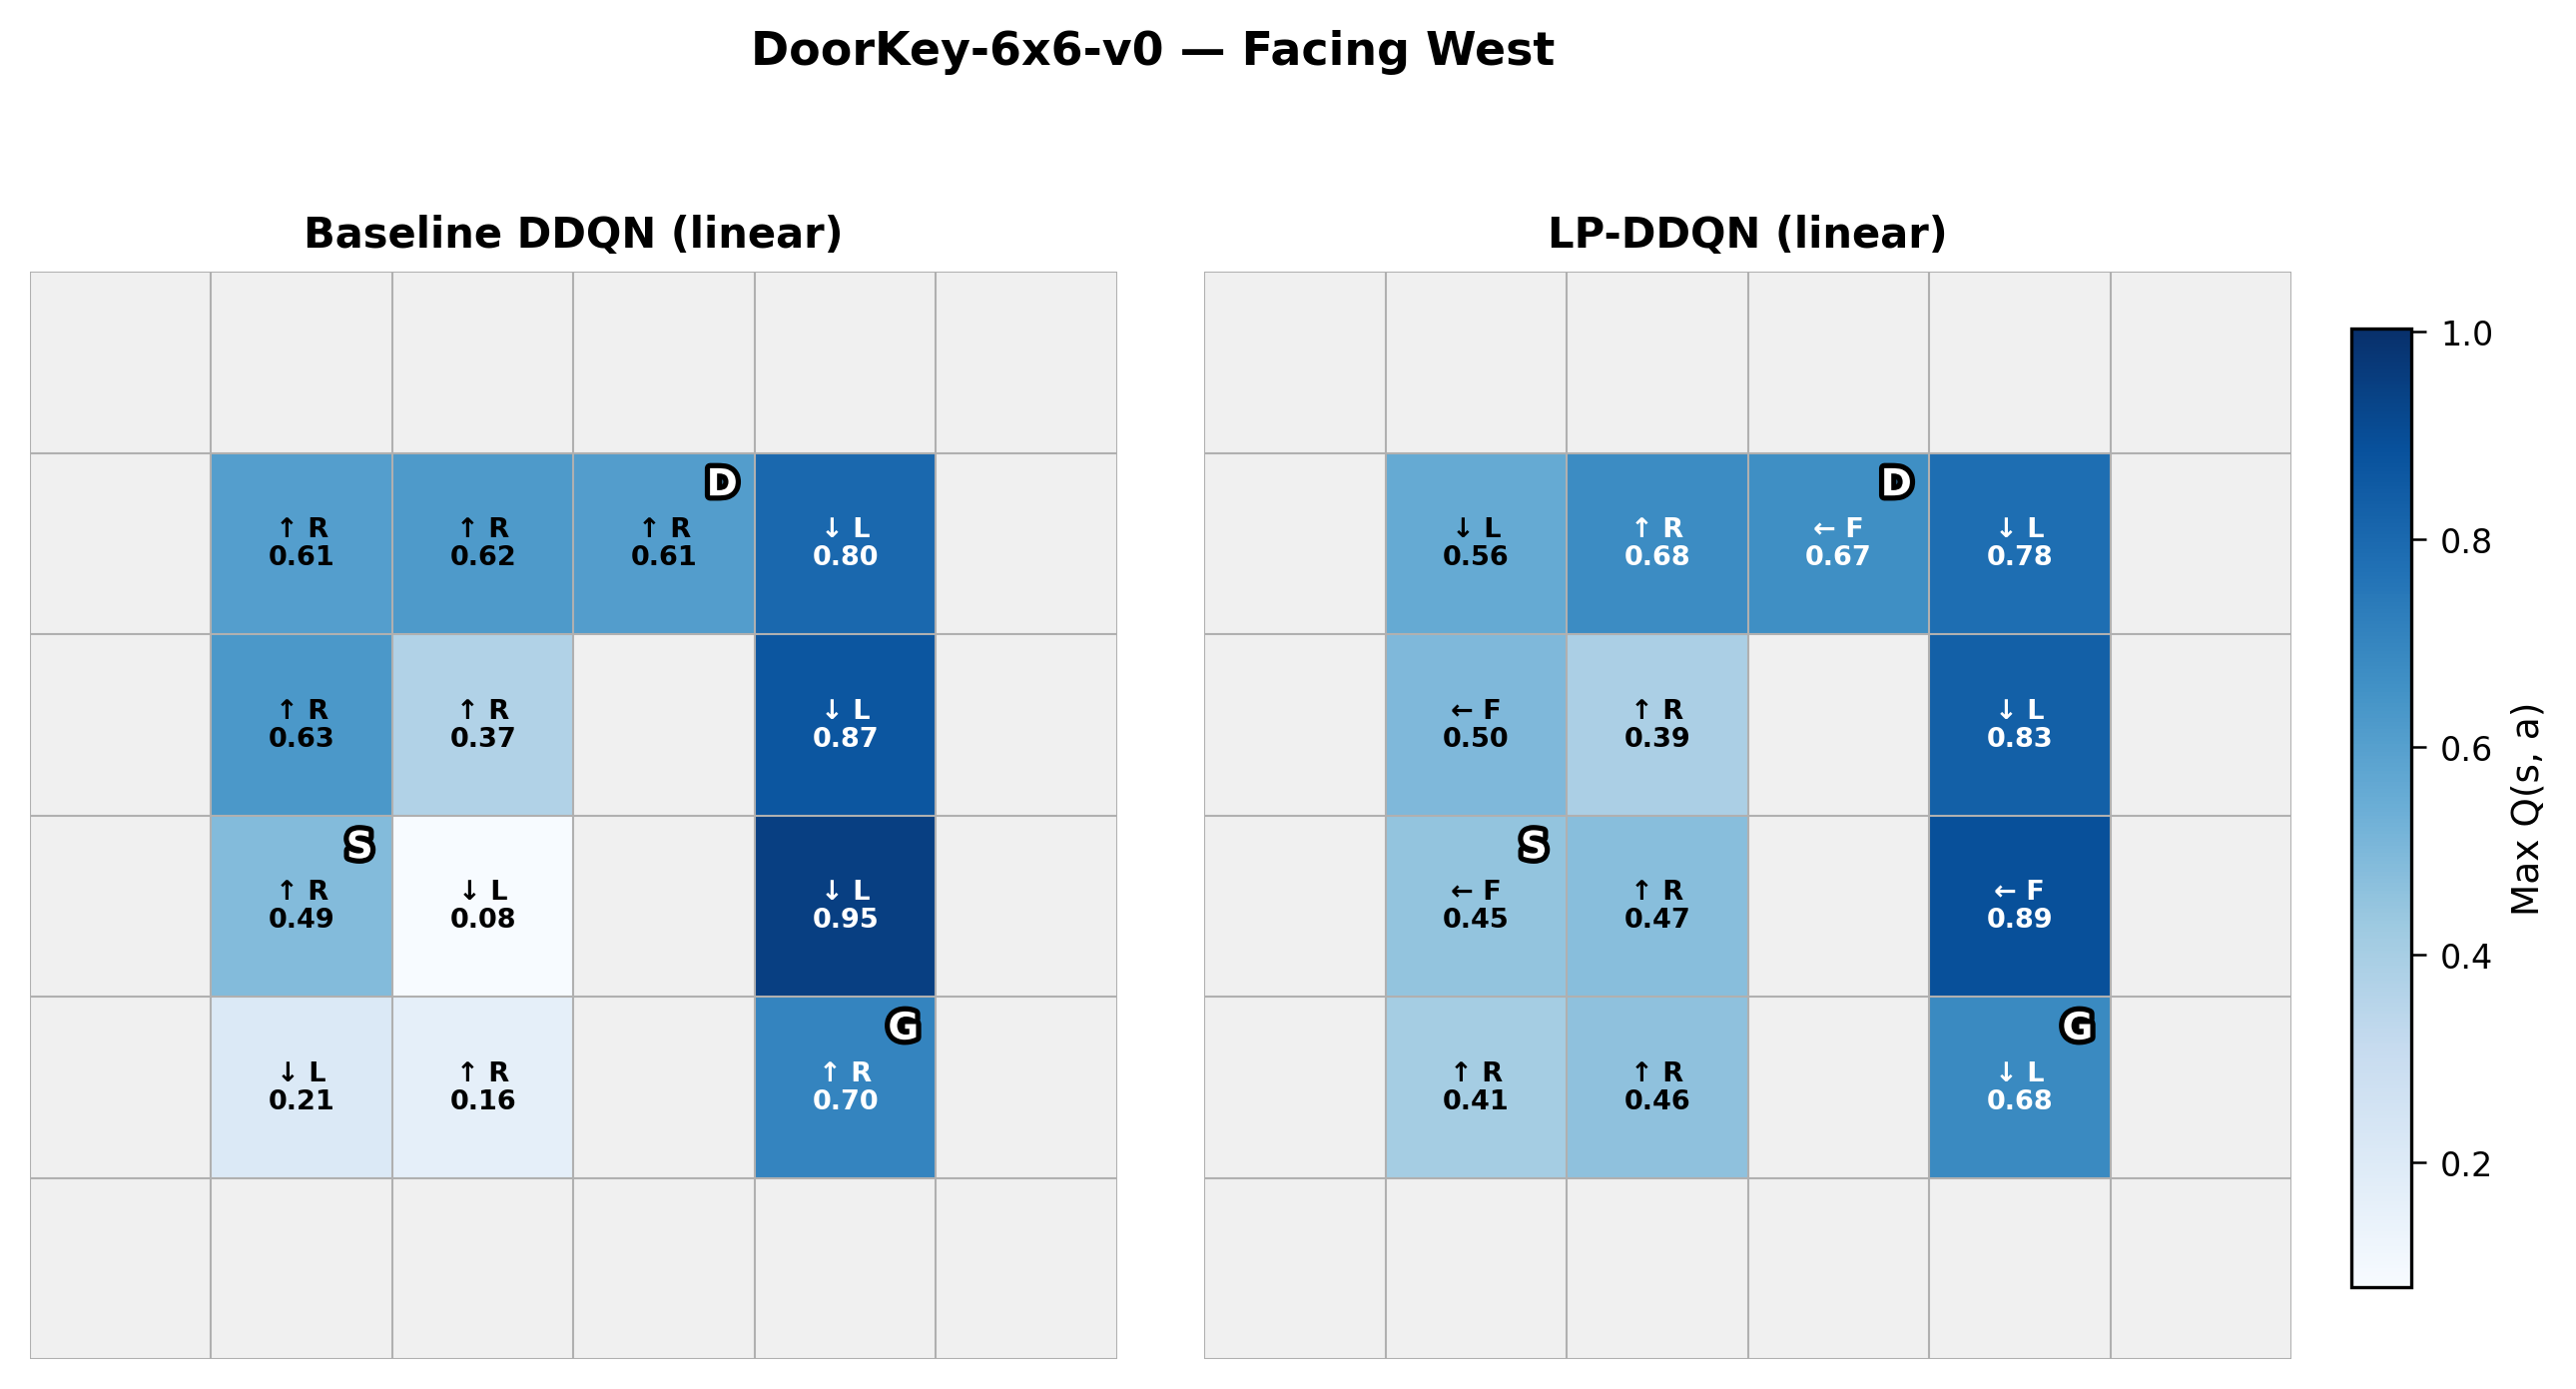 DoorKey-6x6-v0 — Facing West
Baseline DDQN (linear)
D
↑ R
0.61
↑ R
0.62
↑ R
0.61
↓ L
0.80
↑ R
0.63
↑ R
0.37
↓ L
0.87
S
↑ R
0.49
↓ L
0.08
↓ L
0.95
G
↓ L
0.21
↑ R
0.16
↑ R
0.70
LP-DDQN (linear)
D
↓ L
0.56
↑ R
0.68
← F
0.67
↓ L
0.78
← F
0.50
↑ R
0.39
↓ L
0.83
S
← F
0.45
↑ R
0.47
← F
0.89
G
↑ R
0.41
↑ R
0.46
↓ L
0.68
1.0
0.8
0.6
0.4
0.2
Max Q(s, a)